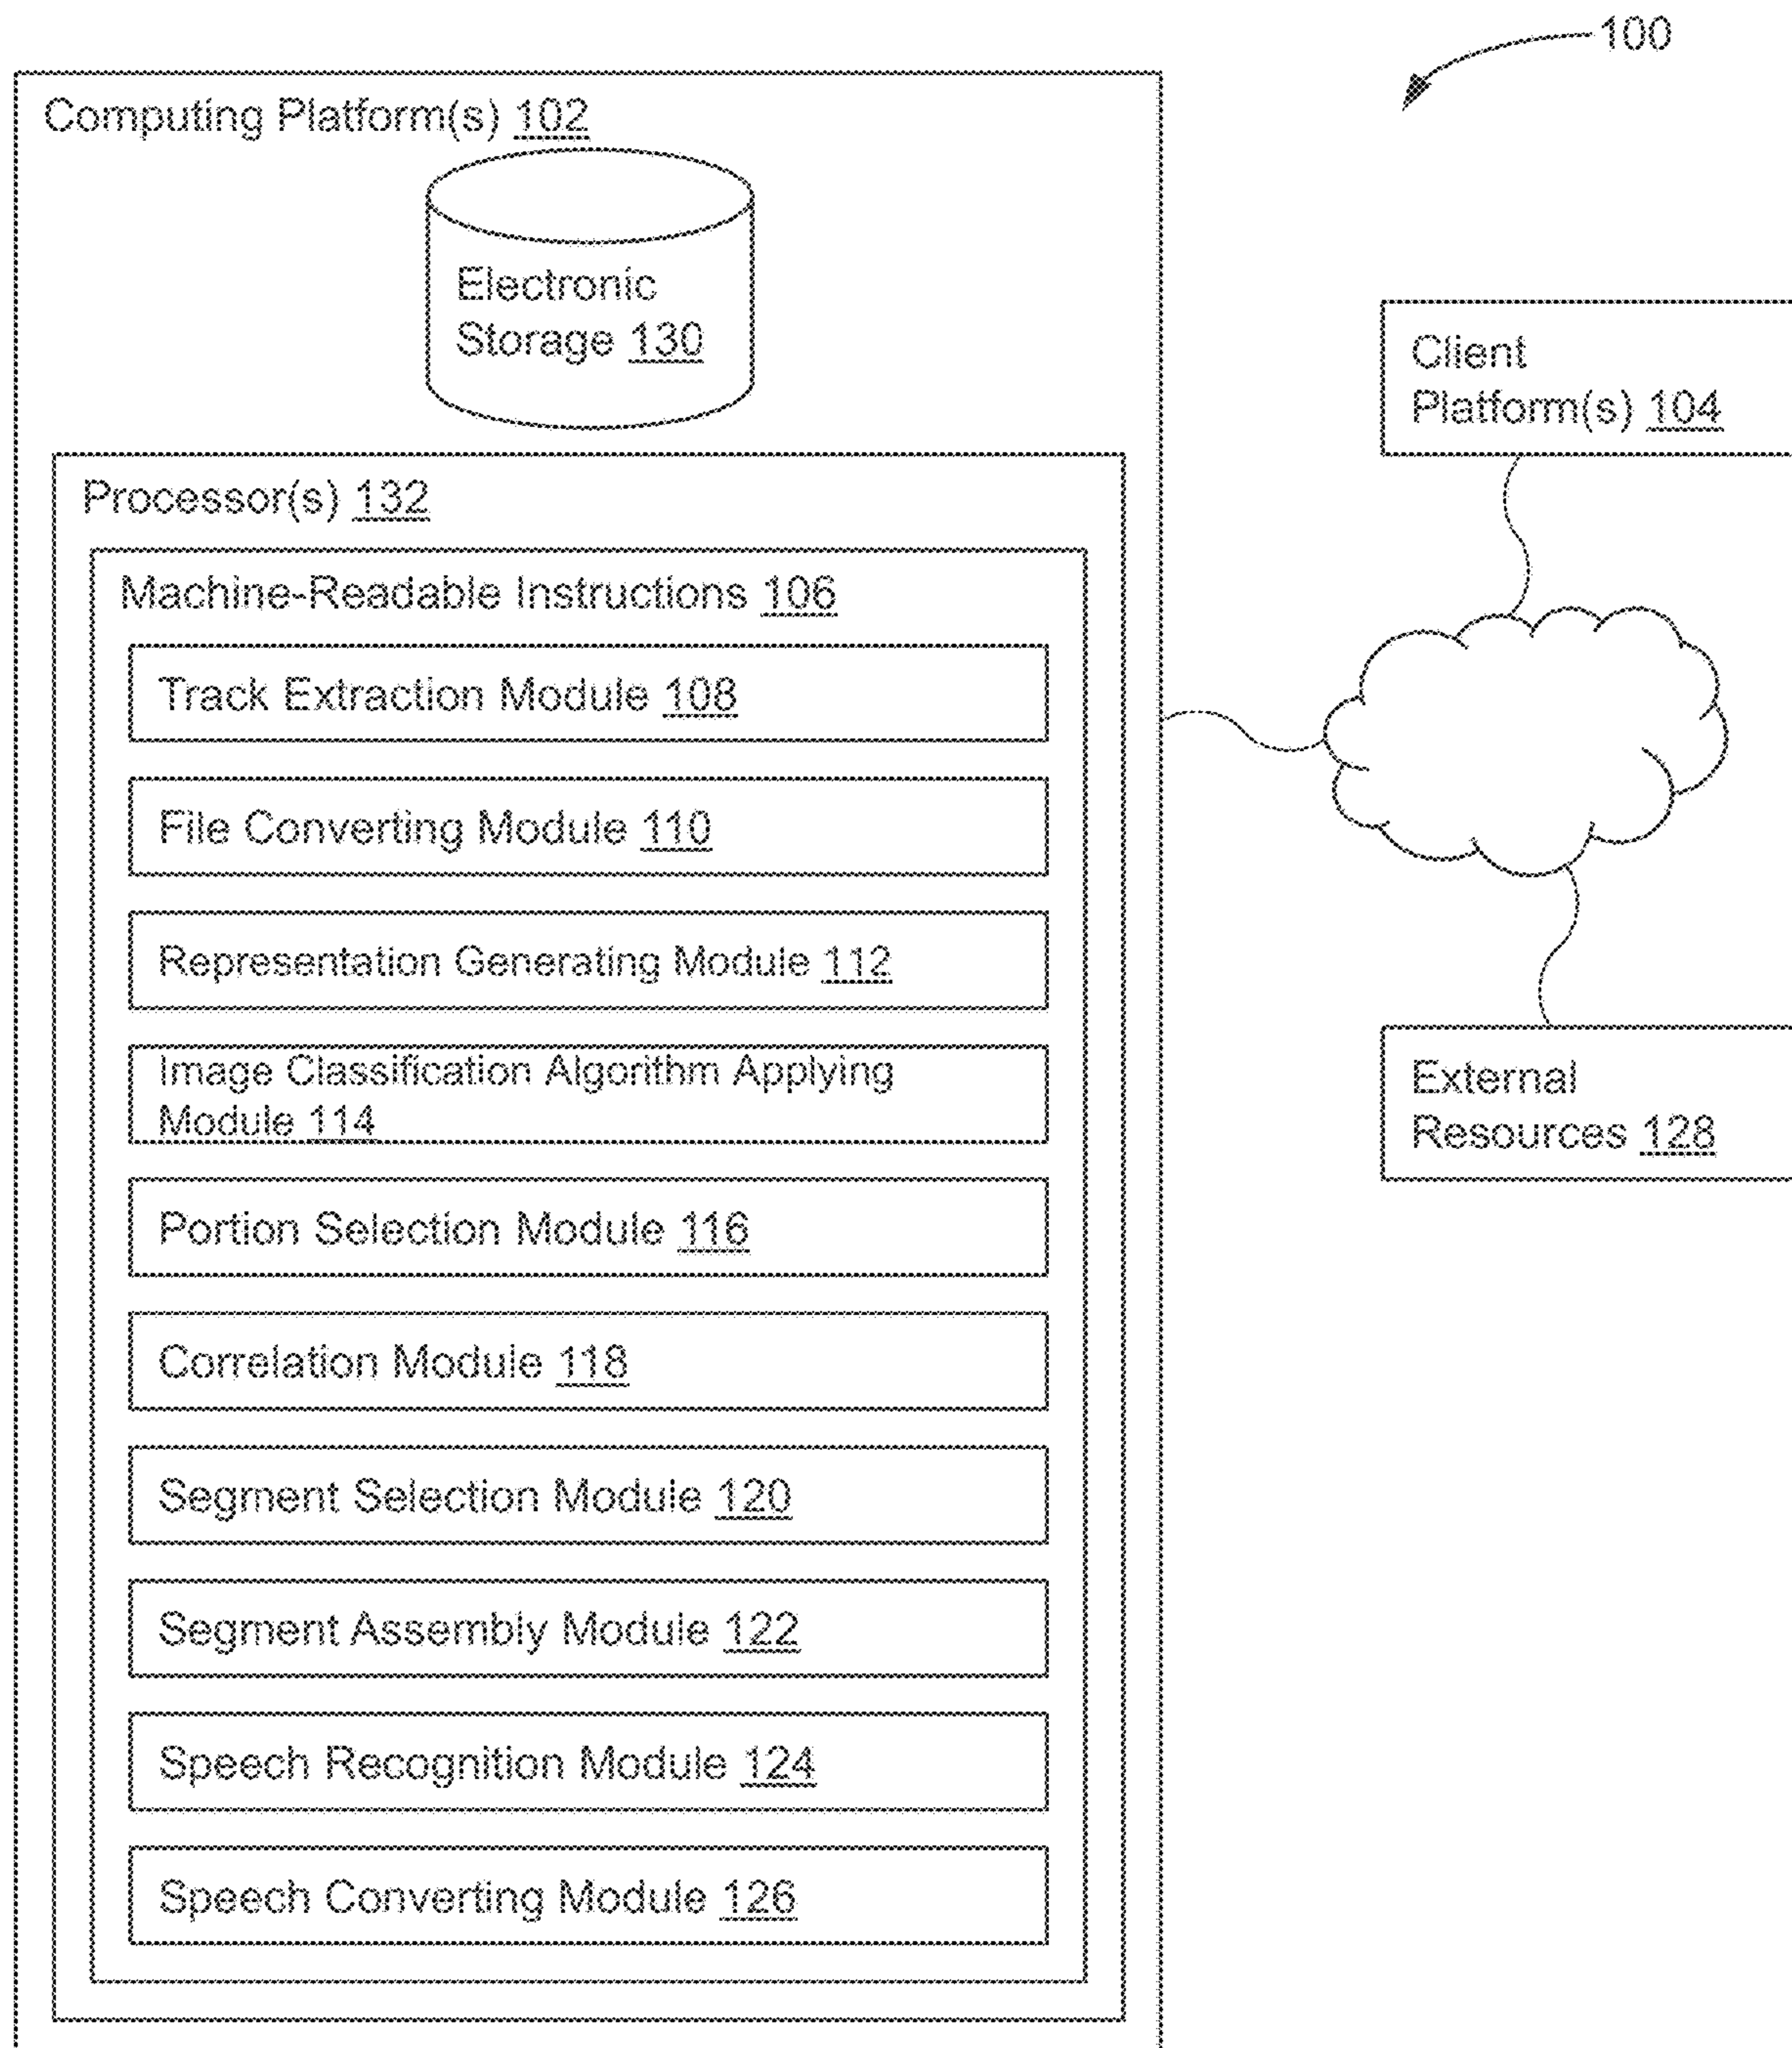 100
Computing Platform(s) 102
Electronic
Storage 130
Client
Platform(s) 104
Processor(s) 132
Machine-Readable Instructions 106
Track Extraction Module 108
File Converting Module 110
Representation Generating Module 112
Image Classification Algorithm Applying
Module 114
External
Resources 128
Portion Selection Module 116
Correlation Module 118
Segment Selection Module 120
Segment Assembly Module 122
Speech Recognition Module 124
Speech Converting Module 126